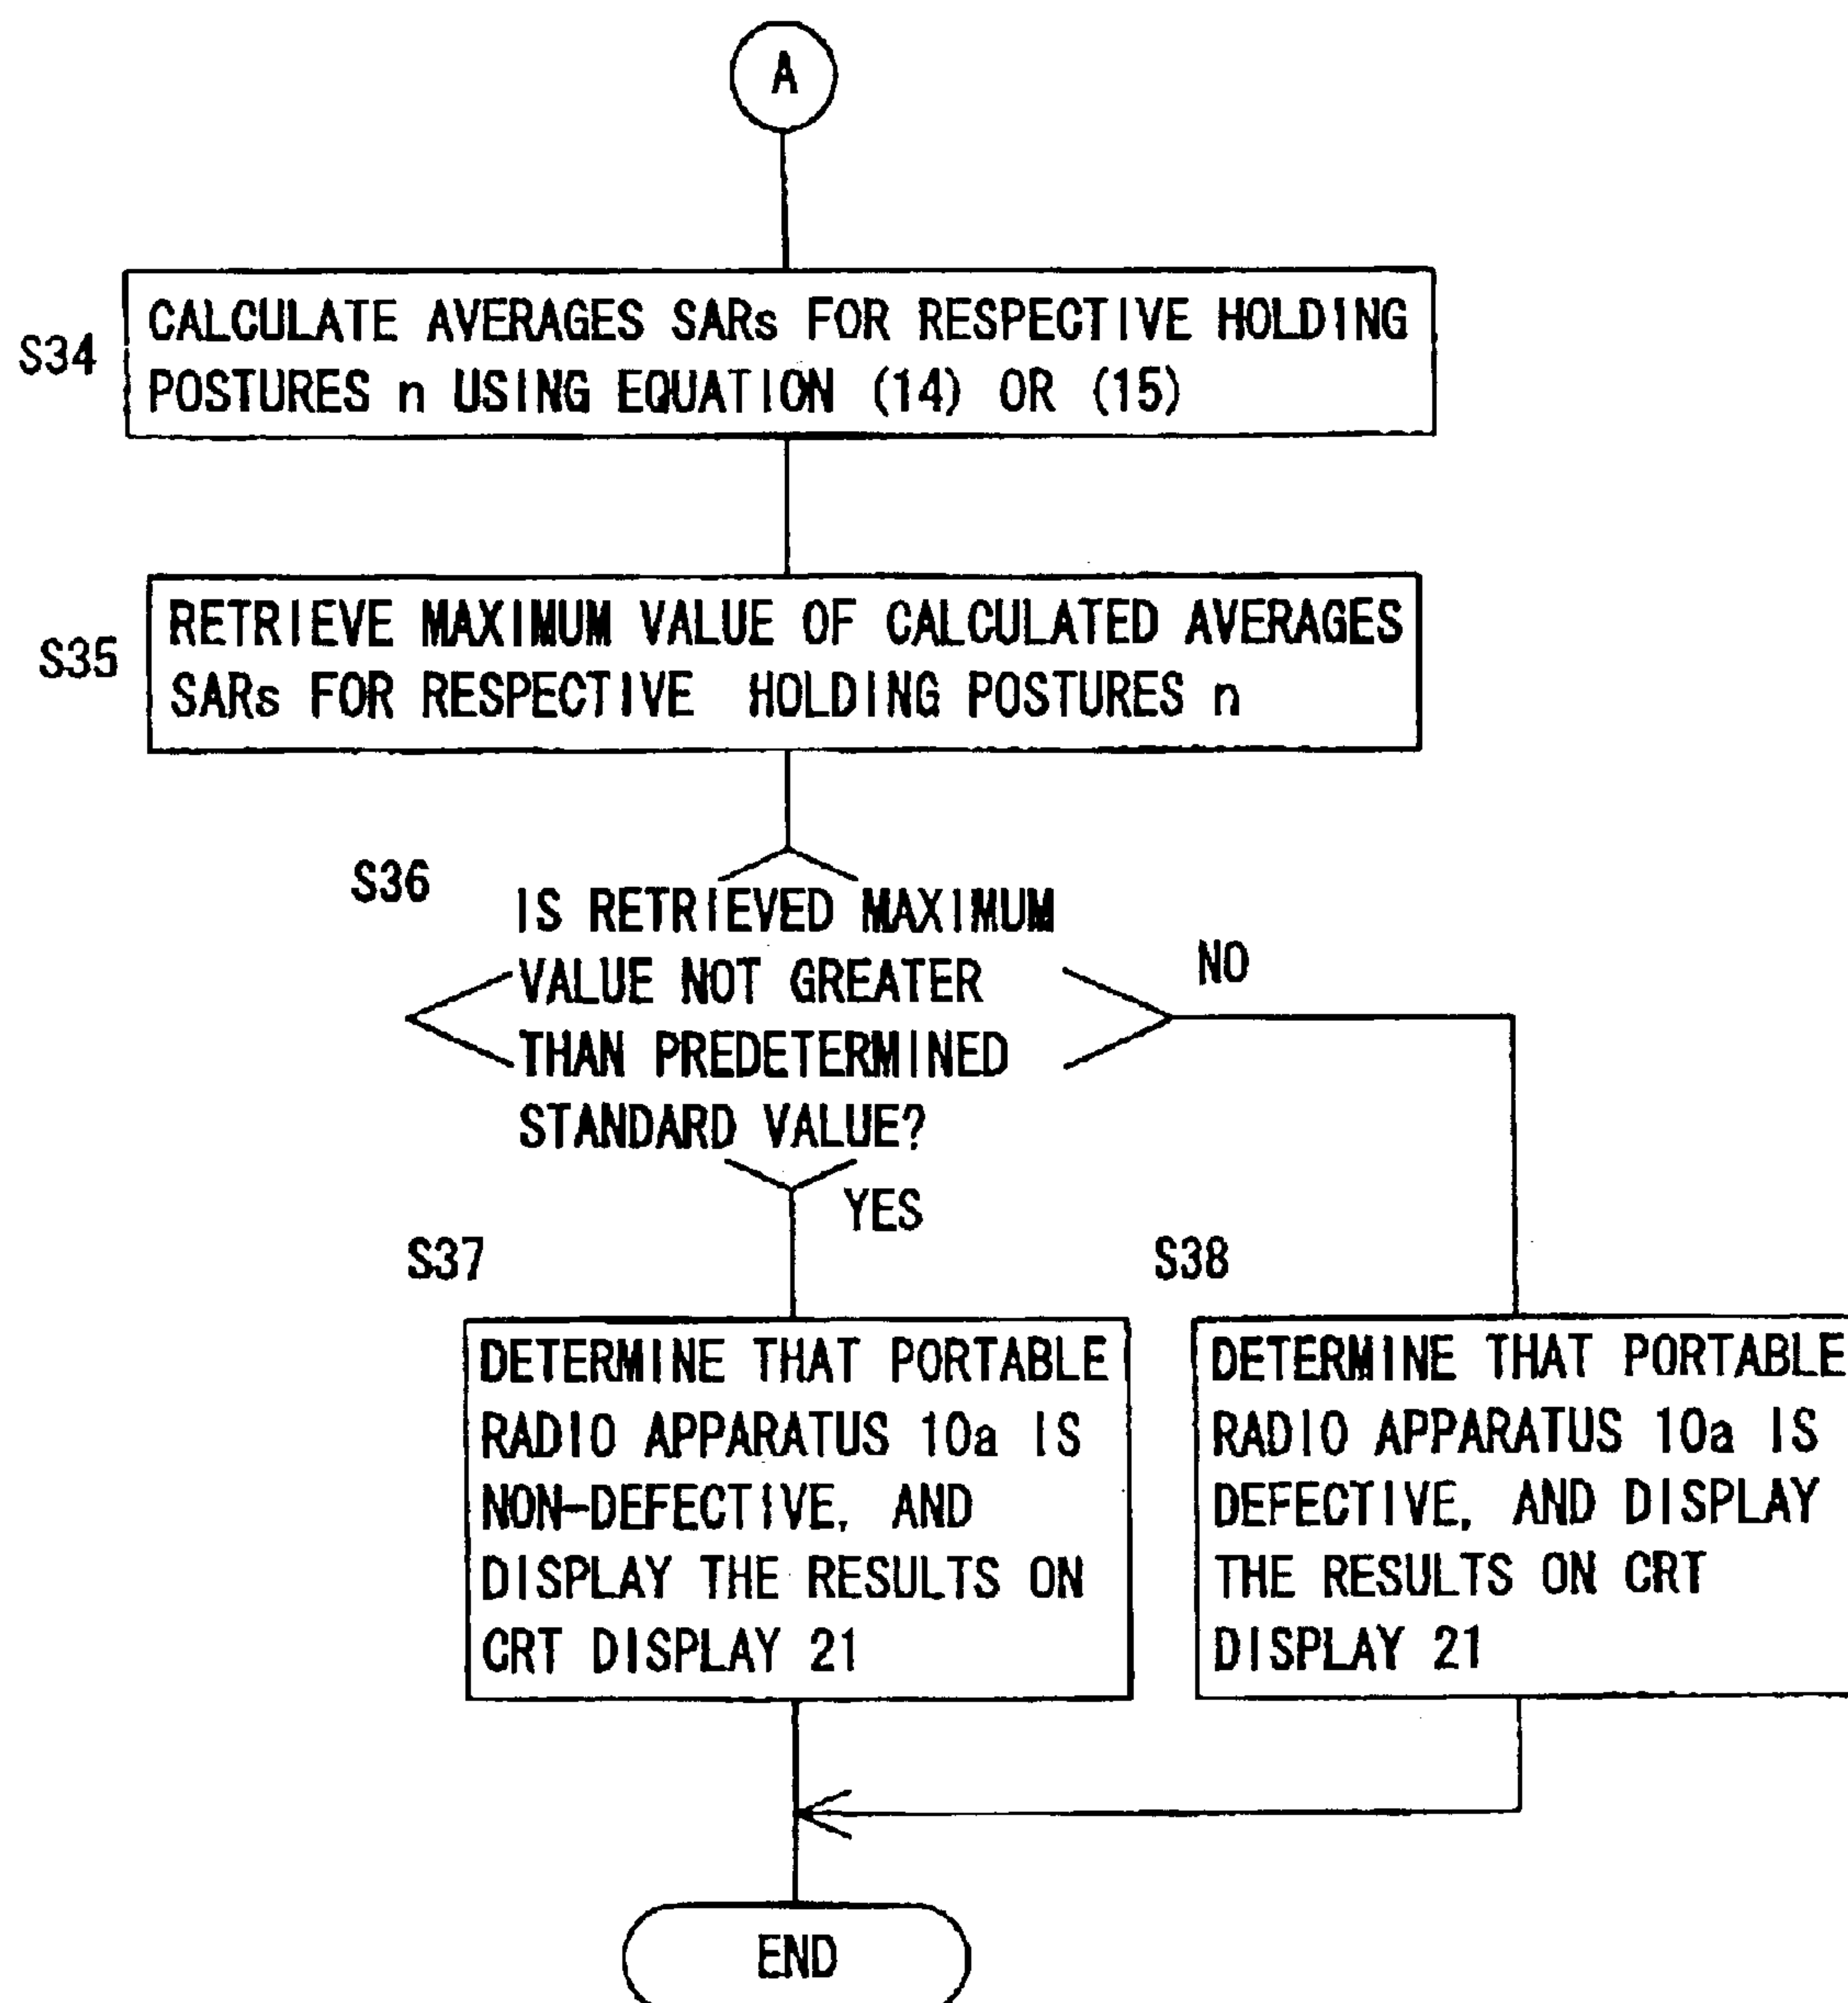 A
S34
CALCULATE AVERAGES SARs FOR RESPECTIVE HOLDING
POSTURES n USING EQUATION (14) OR (15)
S35
RETRIEVE MAXIMUM VALUE OF CALCULATED AVERAGES
SARs FOR RESPECTIVE HOLDING POSTURES n
S36
IS RETRIEVED MAXIMUM
VALUE NOT GREATER
THAN PREDETERMINED
STANDARD VALUE?
NO
YES
S37
DETERMINE THAT PORTABLE
RADIO APPARATUS 10a IS
NON-DEFECTIVE, AND
DISPLAY THE RESULTS ON
CRT DISPLAY 21
S38
DETERMINE THAT PORTABLE
RADIO APPARATUS 10a IS
DEFECTIVE, AND DISPLAY
THE RESULTS ON CRT
DISPLAY 21
END